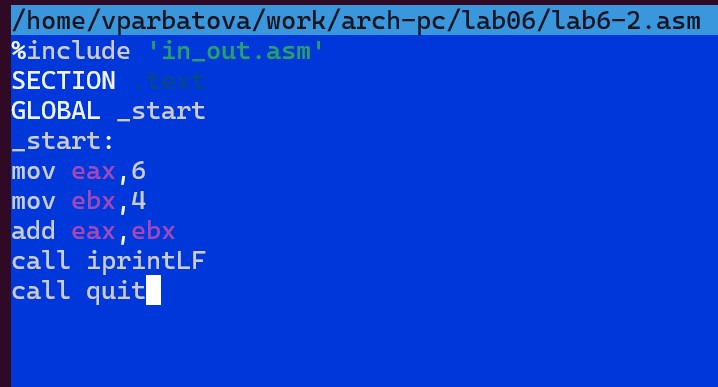 /home/vparbatova/work/arch-pc/lab06/lab6-2.asm
%include 'in_out.asm'
SECTION .text
GLOBAL _start
_start:
mov eax,6
mov ebx,4
add eax,ebx
call iprintLF
call quit